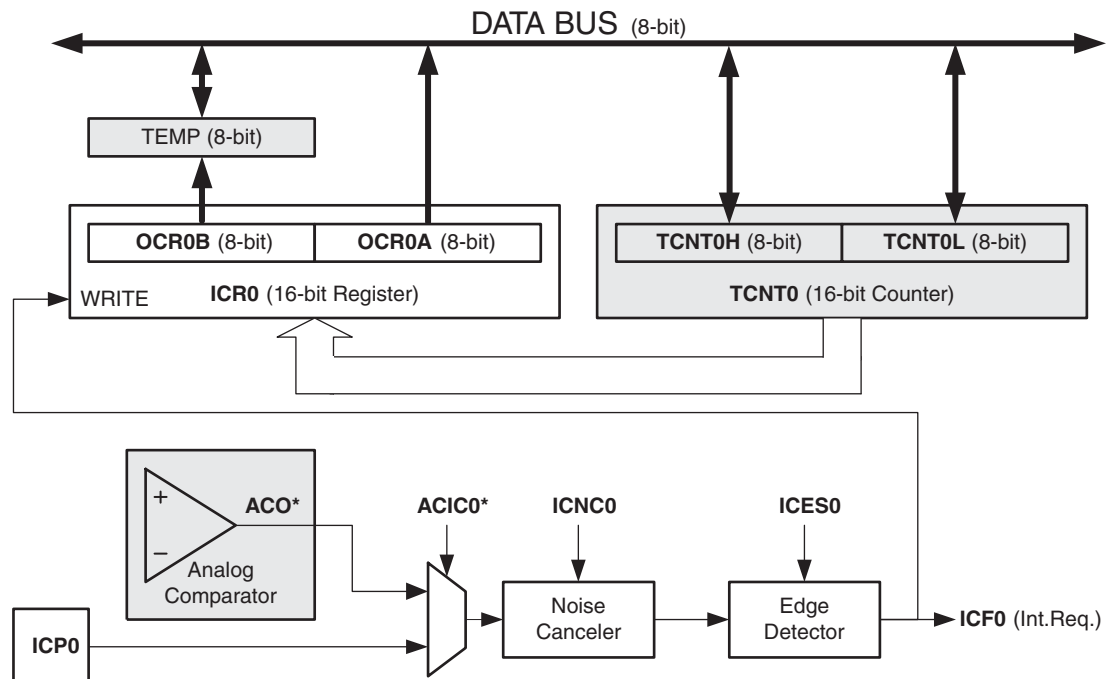 DATA BUS (8-bit)
TEMP (8-bit)
OCR0B (8-bit)
OCR0A (8-bit)
TCNT0H (8-bit)
TCNT0L (8-bit)
WRITE
ICR0 (16-bit Register)
TCNT0 (16-bit Counter)
+
−
ACO*
Analog
Comparator
ACIC0*
ICNC0
ICES0
Noise
Canceler
Edge
Detector
ICF0 (Int.Req.)
ICP0